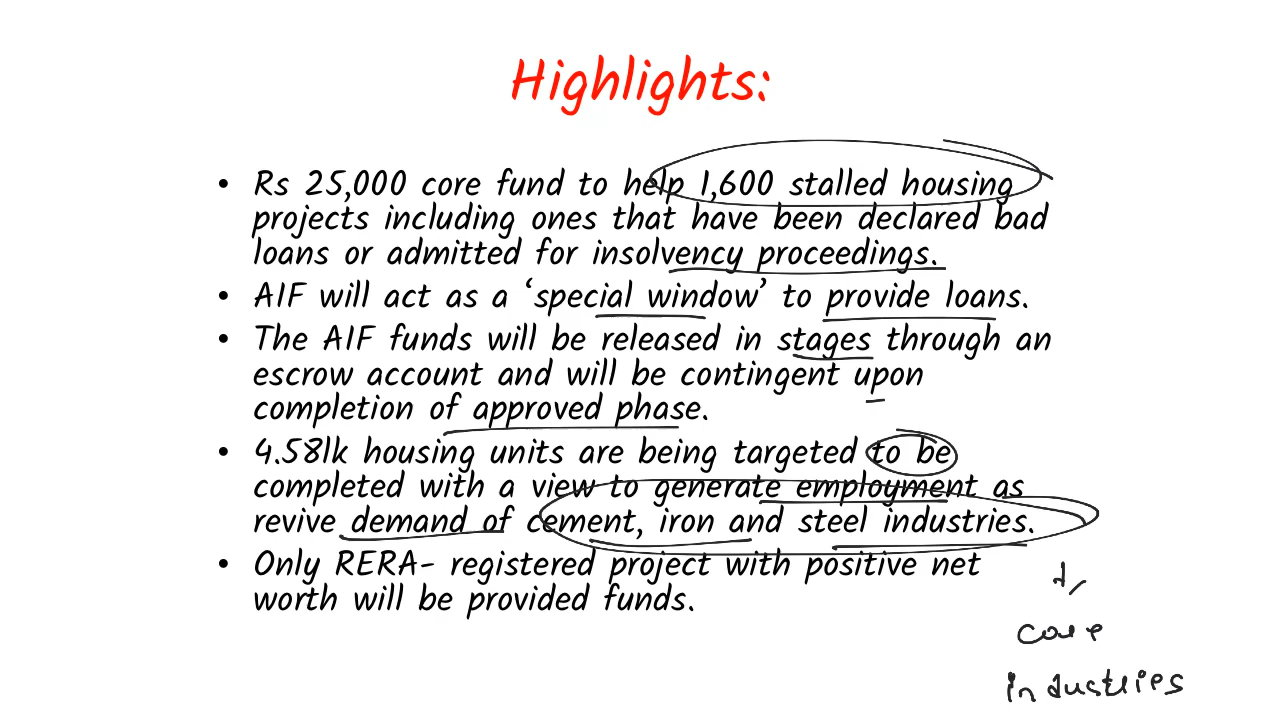 Highlights:
• Rs 25,000 core fund to help 1,600 stalled housing
projects including ones that have been declared bad
loans or admitted for insolvency proceedings.
• AIF will act as a ‘special window’ to provide loans.
• The AIF funds will be released in stages through an
escrow account and will be contingent upon
completion of approved phase.
• 4.58lk housing units are being targeted to be
completed with a view to generate employment as
revive demand of cement, iron and steel industries.
• Only RERA- registered project with positive net
worth will be provided funds.
core
industries